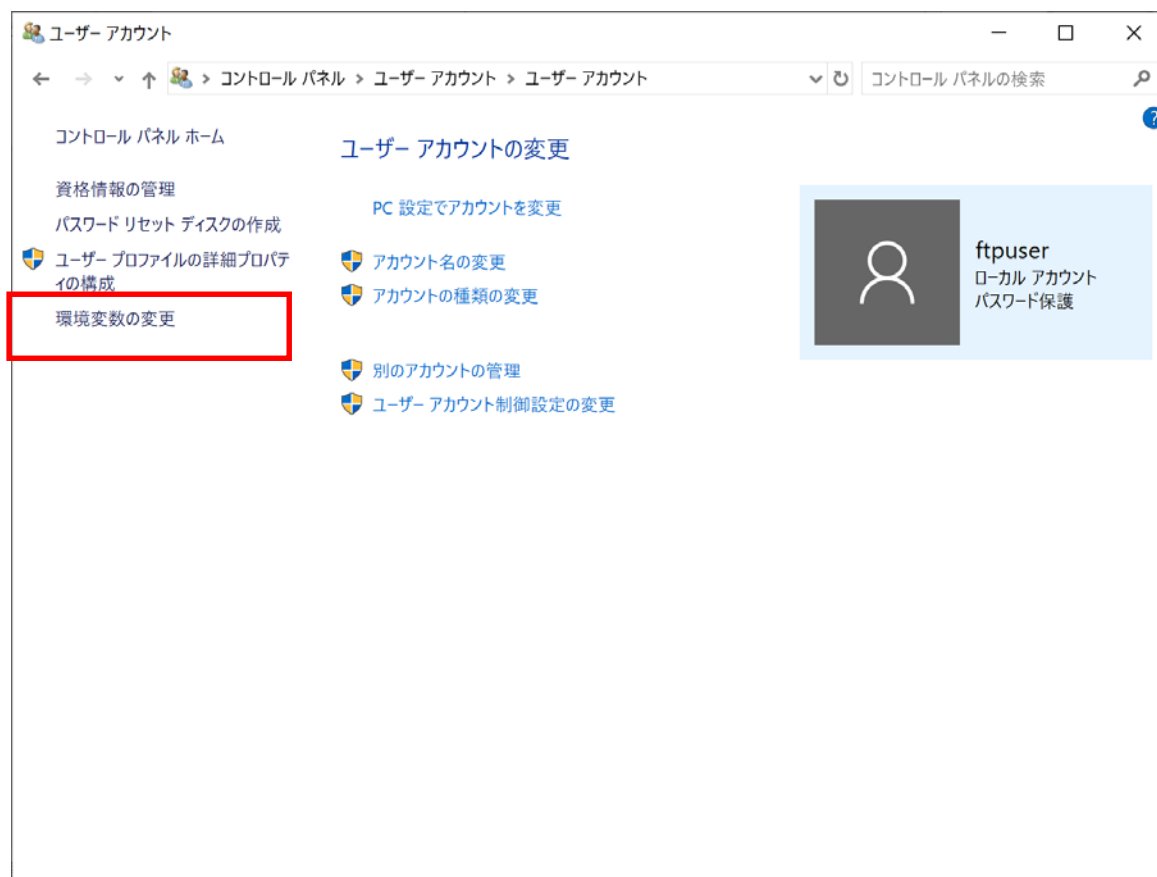 ユーザー アカウント
コントロール パネル > ユーザー アカウント > ユーザー アカウント
コントロール パネルの検索
?
コントロール パネル ホーム
資格情報の管理
パスワード リセット ディスクの作成
ユーザー プロファイルの詳細プロパテ
ィの構成
環境変数の変更
ユーザー アカウントの変更
PC 設定でアカウントを変更
アカウント名の変更
アカウントの種類の変更
別のアカウントの管理
ユーザー アカウント制御設定の変更
ftpuser
ローカル アカウント
パスワード保護